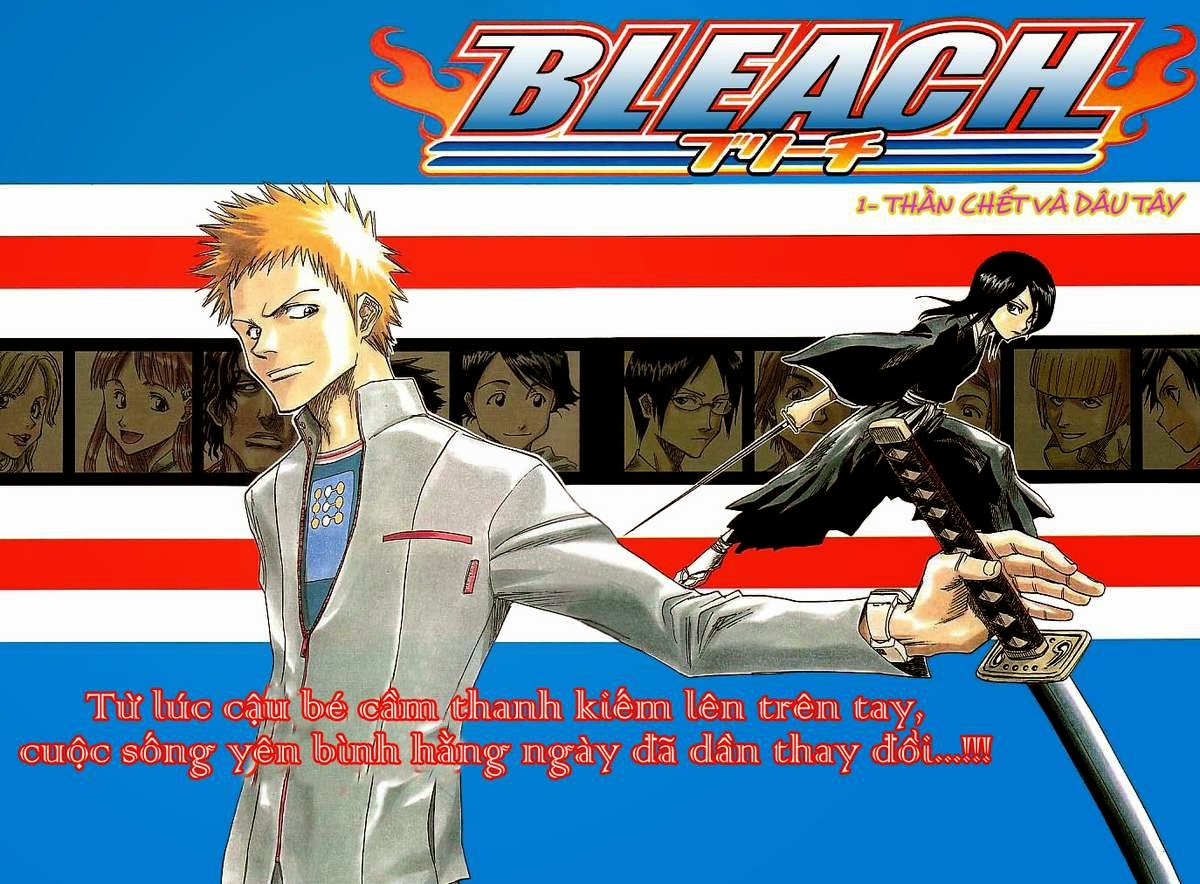 BLEACH
ブリーチ
1- THẦN CHẾT VÀ DÂU TÂY
Từ lúc cậu bé cầm thanh kiếm lên trên tay,
cuộc sống yên bình hằng ngày đã dần thay đổi...!!!